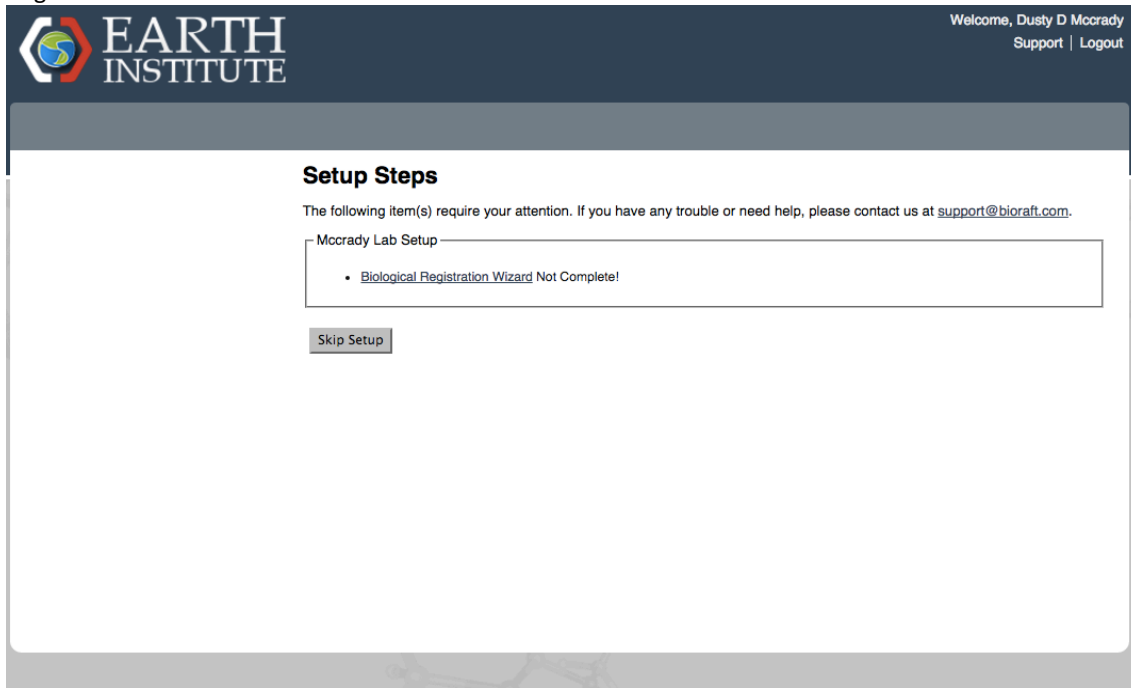 EARTH
INSTITUTE
Welcome, Dusty D Mccrady
Support | Logout
Setup Steps
The following item(s) require your attention. If you have any trouble or need help, please contact us at support@bioraft.com.
Mccrady Lab Setup
• Biological Registration Wizard Not Complete!
Skip Setup